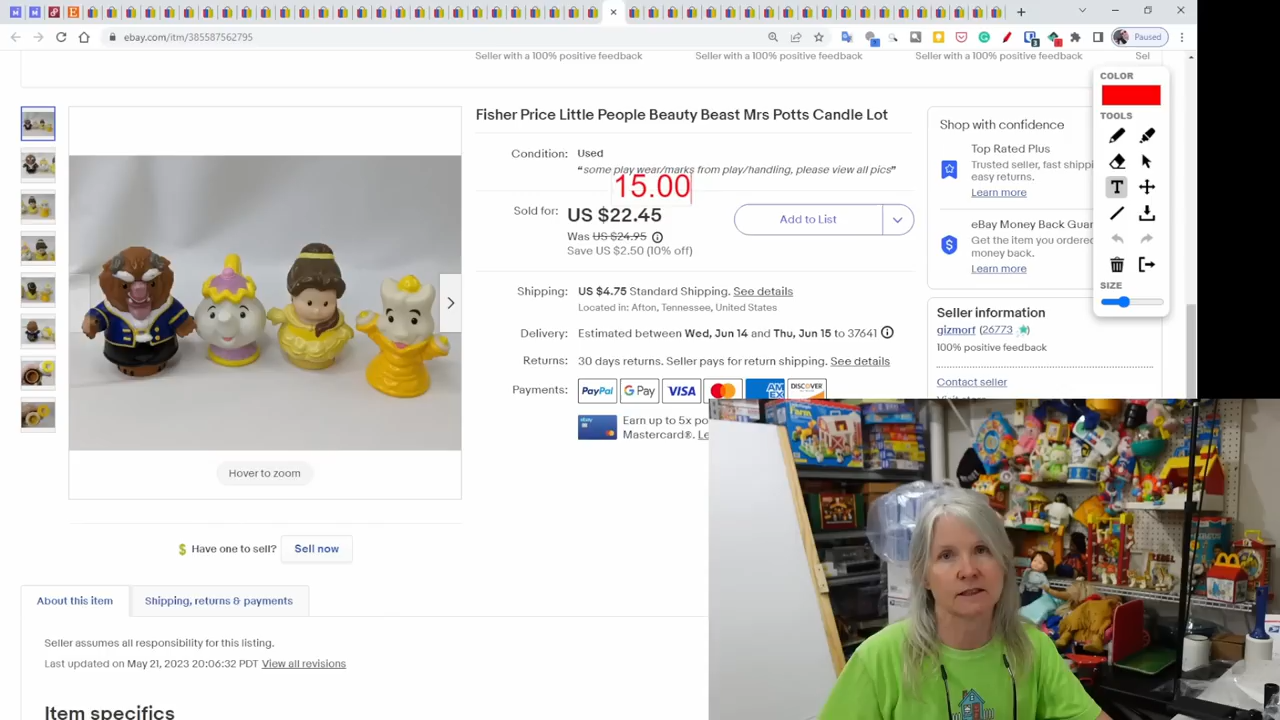 ebay.com/itm/385587562795
Paused
Seller with a 100% positive feedback
Seller with a 100% positive feedback
Seller with a 100% positive feedback
Sel
COLOR
TOOLS
T
SIZE
Fisher Price Little People Beauty Beast Mrs Potts Candle Lot
Condition: Used
“some play wear/marks from play/handling, please view all pics”
15.00
Sold for: US $22.45
Was US $24.95
Save US $2.50 (10% off)
Add to List
Shipping: US $4.75 Standard Shipping. See details
Located in: Afton, Tennessee, United States
Delivery: Estimated between Wed, Jun 14 and Thu, Jun 15 to 37641
Returns: 30 days returns. Seller pays for return shipping. See details
Payments: PayPal G Pay VISA DISCOVER
Earn up to 5x po
Mastercard®. Le
Shop with confidence
Top Rated Plus
Trusted seller, fast shippi
easy returns.
Learn more
eBay Money Back Guar
Get the item you ordere
money back.
Learn more
Seller information
gizmorf (26773)
100% positive feedback
Contact seller
Visit store
Hover to zoom
Have one to sell? Sell now
About this item
Shipping, returns & payments
Seller assumes all responsibility for this listing.
Last updated on May 21, 2023 20:06:32 PDT View all revisions
Item specifics